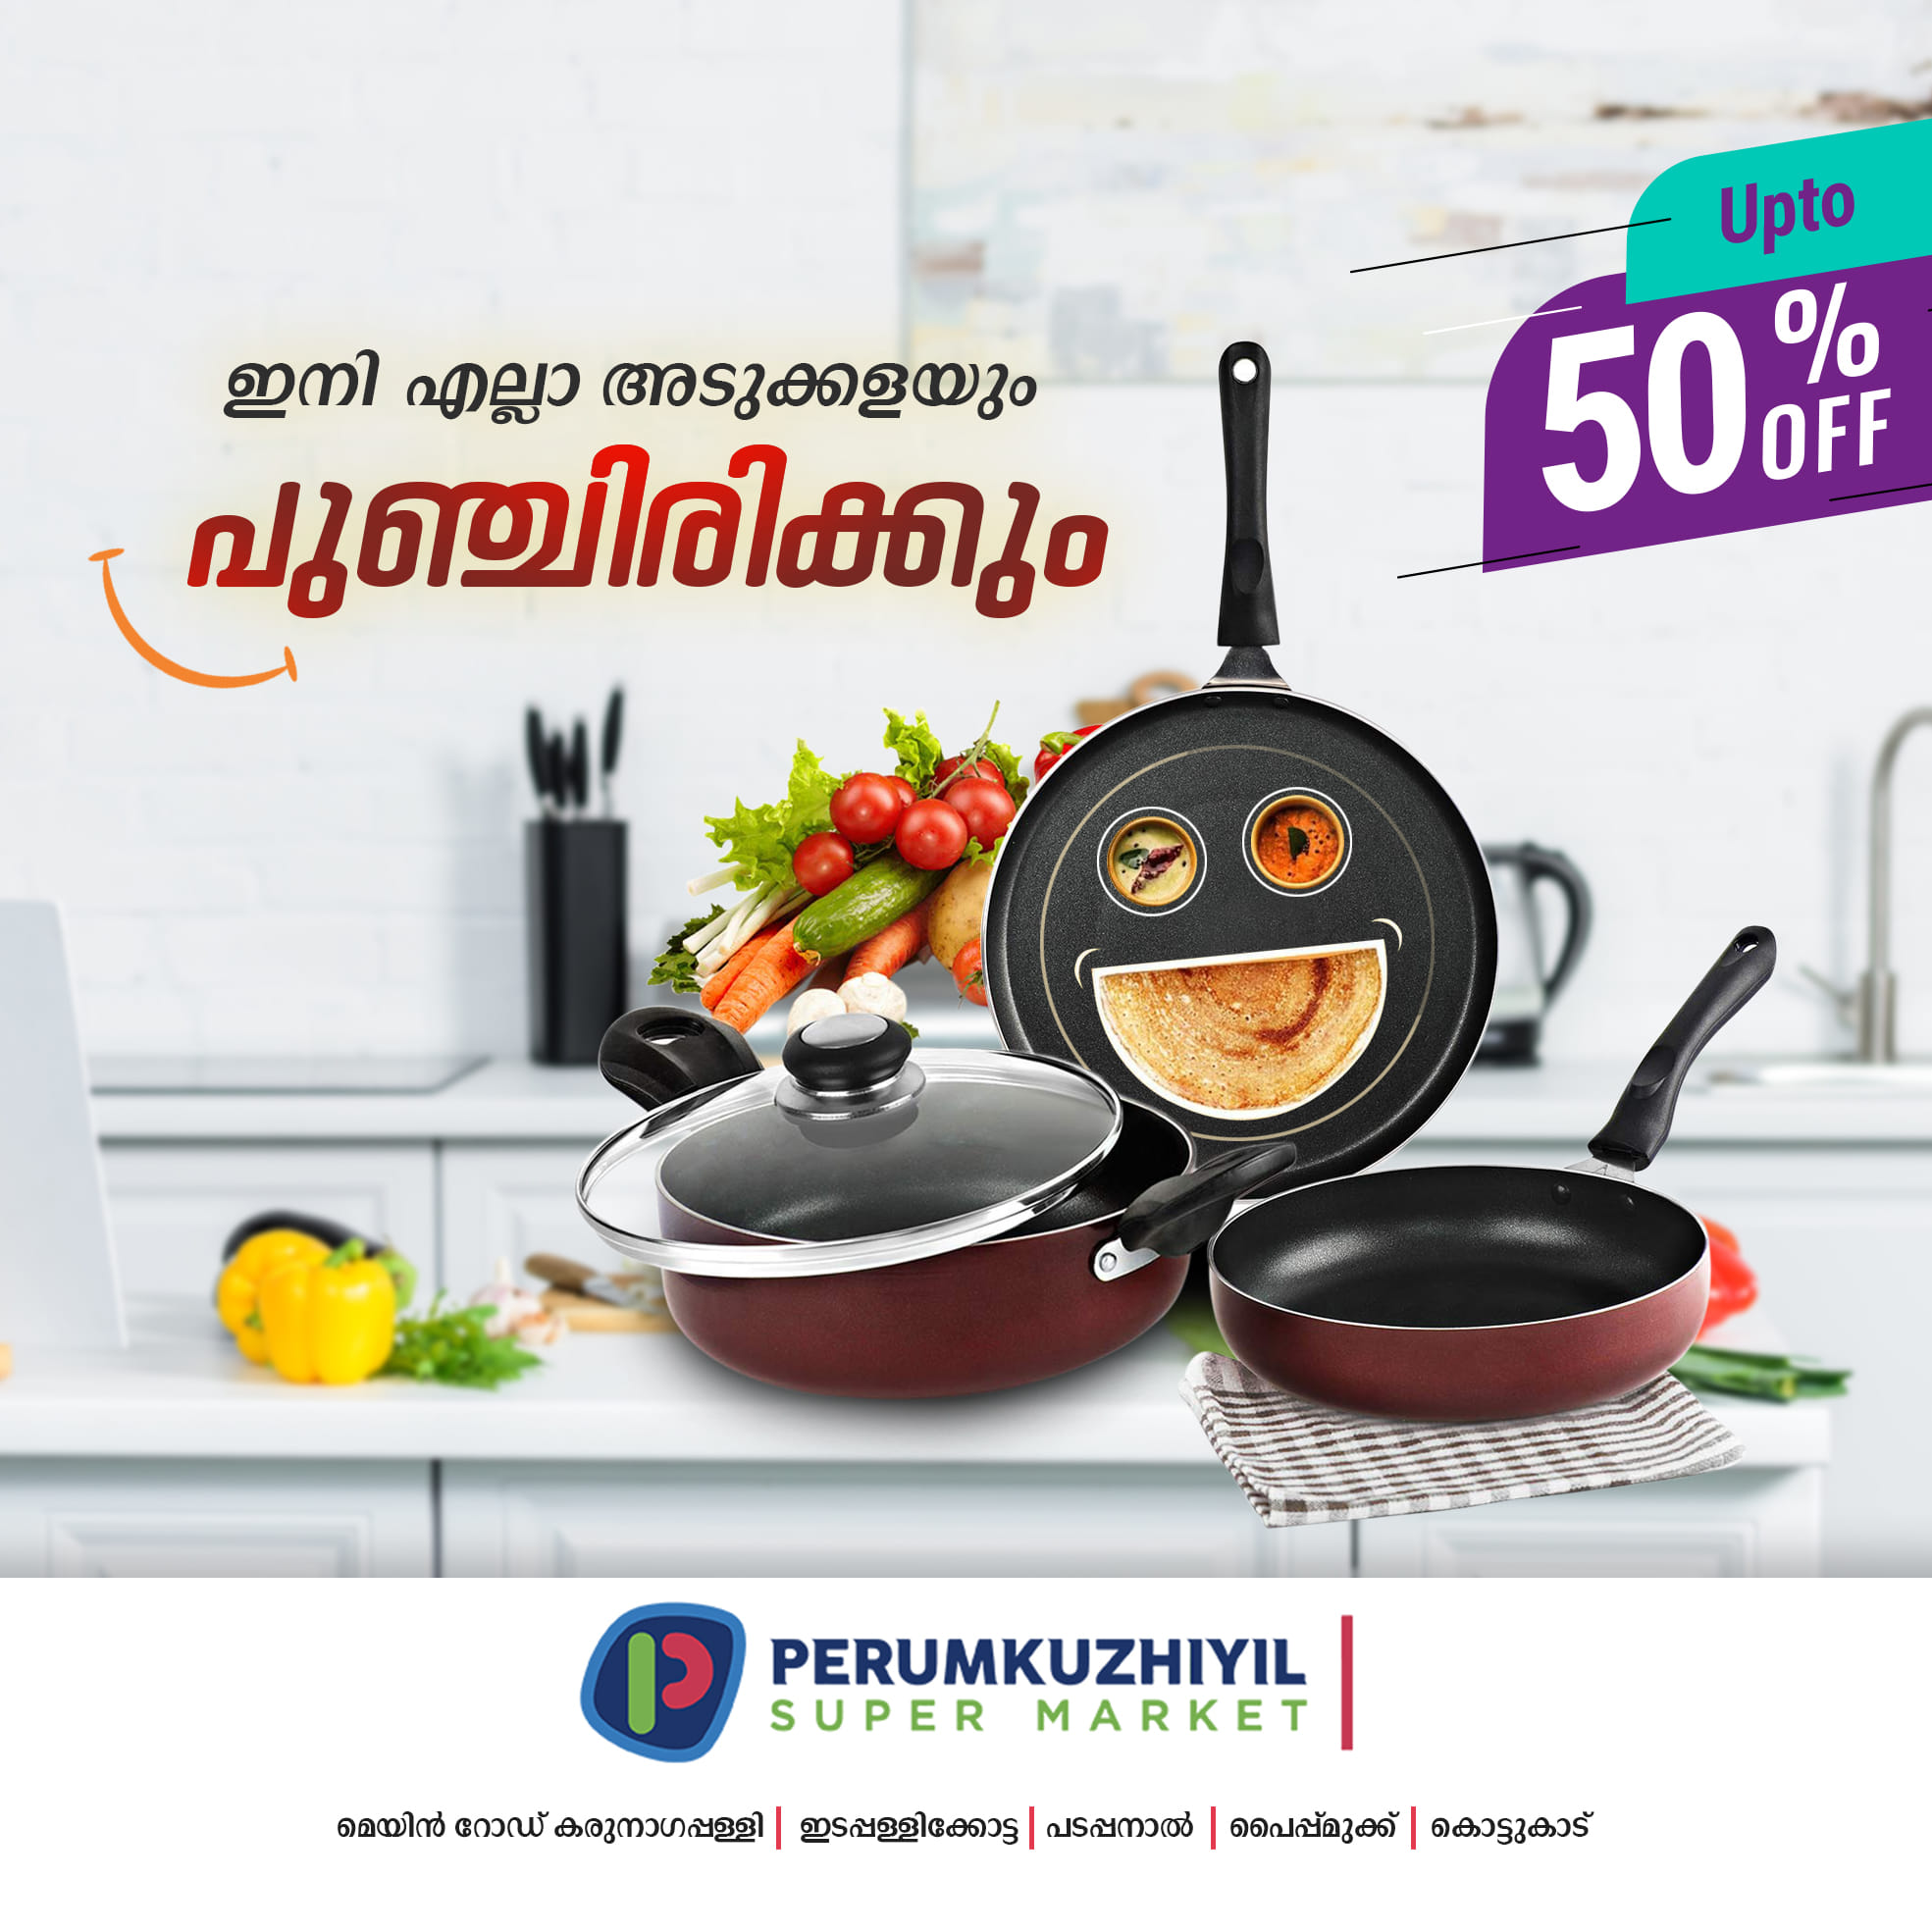 ഇനി എല്ലാ അടുക്കളയും
പുഞ്ചിരിക്കും
Upto
50% OFF
PERUMKUZHIYIL
SUPER MARKET
മെയിൻ റോഡ് കരുനാഗപ്പള്ളി | ഇടപ്പള്ളിക്കോട്ട | പടപ്പനാൽ | പൈപ്പ്മുക്ക് | കൊട്ടുകാട്